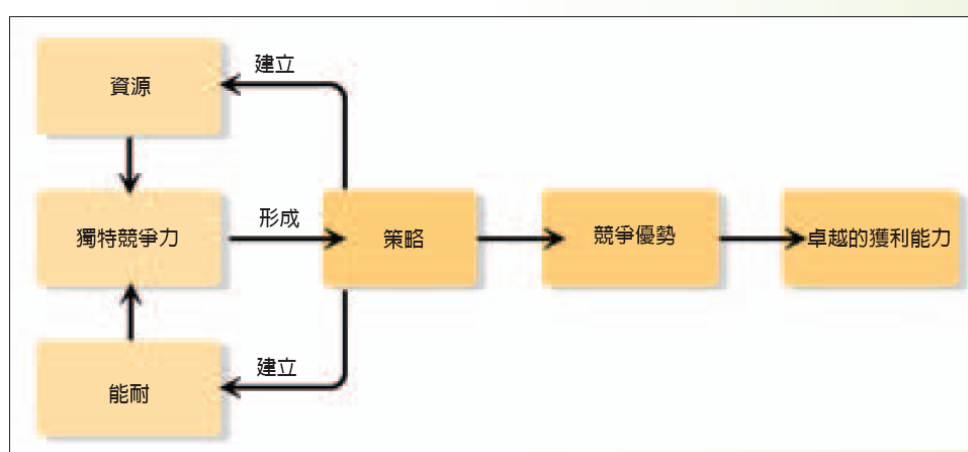 資源
建立
獨特競爭力
形成
策略
競爭優勢
卓越的獲利能力
建立
能耐